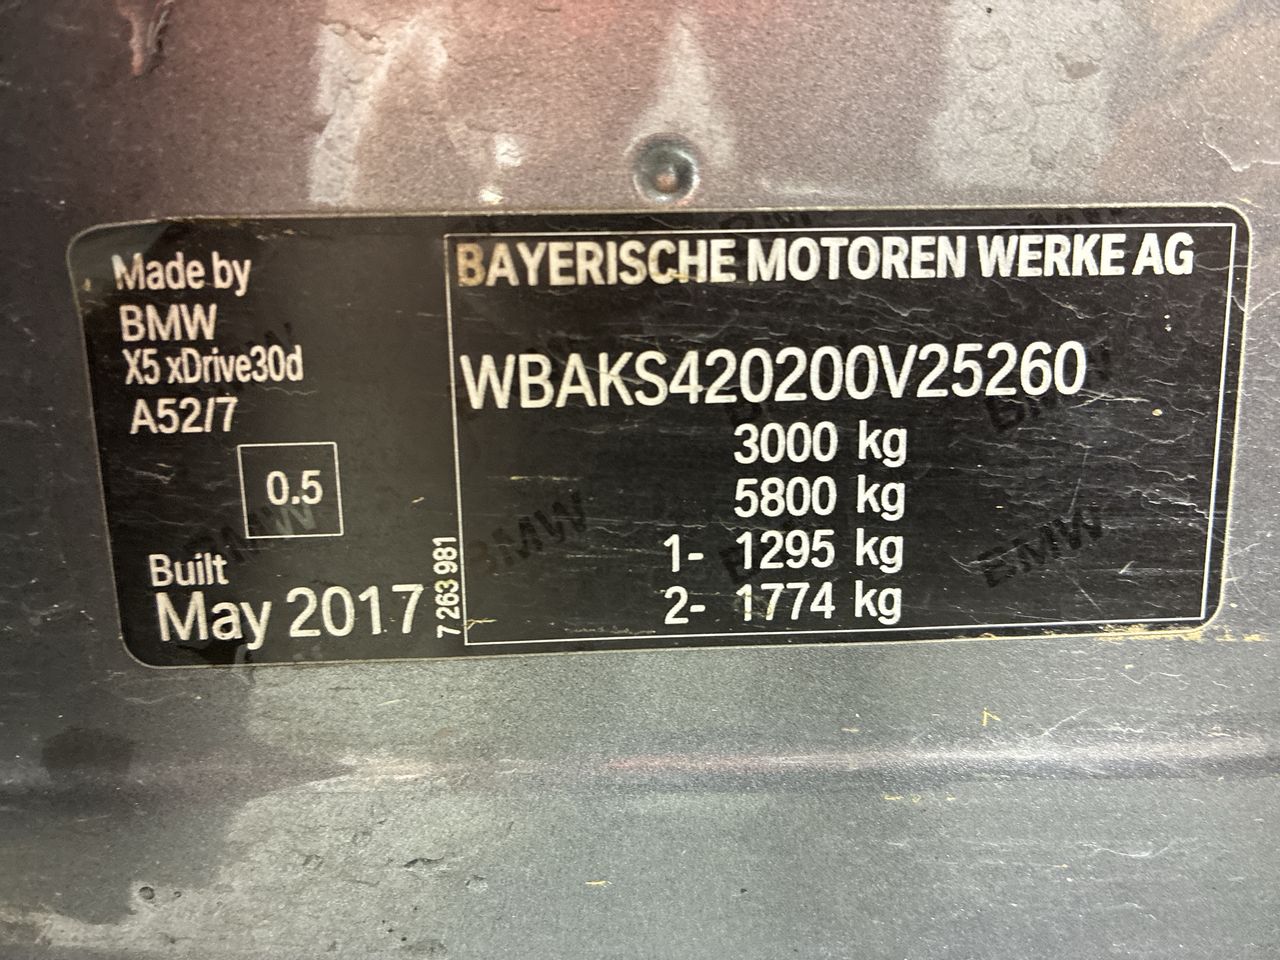 Made by
BMW
X5 xDrive30d
A52/7
0.5
Built
May 2017
7 263 981
BAYERISCHE MOTOREN WERKE AG
WBAKS420200V25260
3000 kg
5800 kg
1- 1295 kg
2- 1774 kg